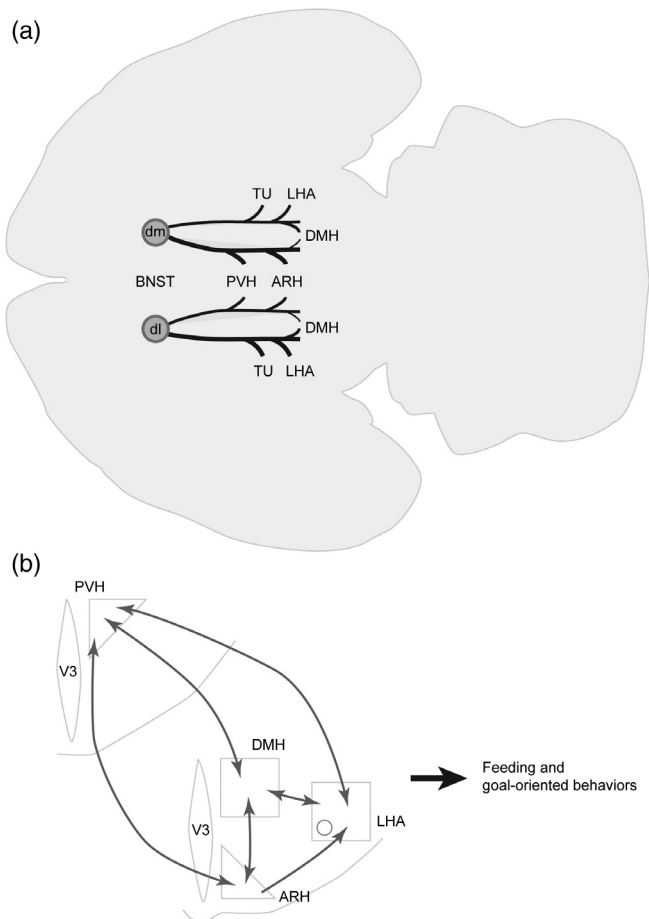 (a)
TU LHA
dm
DMH
BNST PVH ARH
dl
DMH
TU LHA
(b)
PVH
V3
DMH
Feeding and
goal-oriented behaviors
LHA
V3
ARH